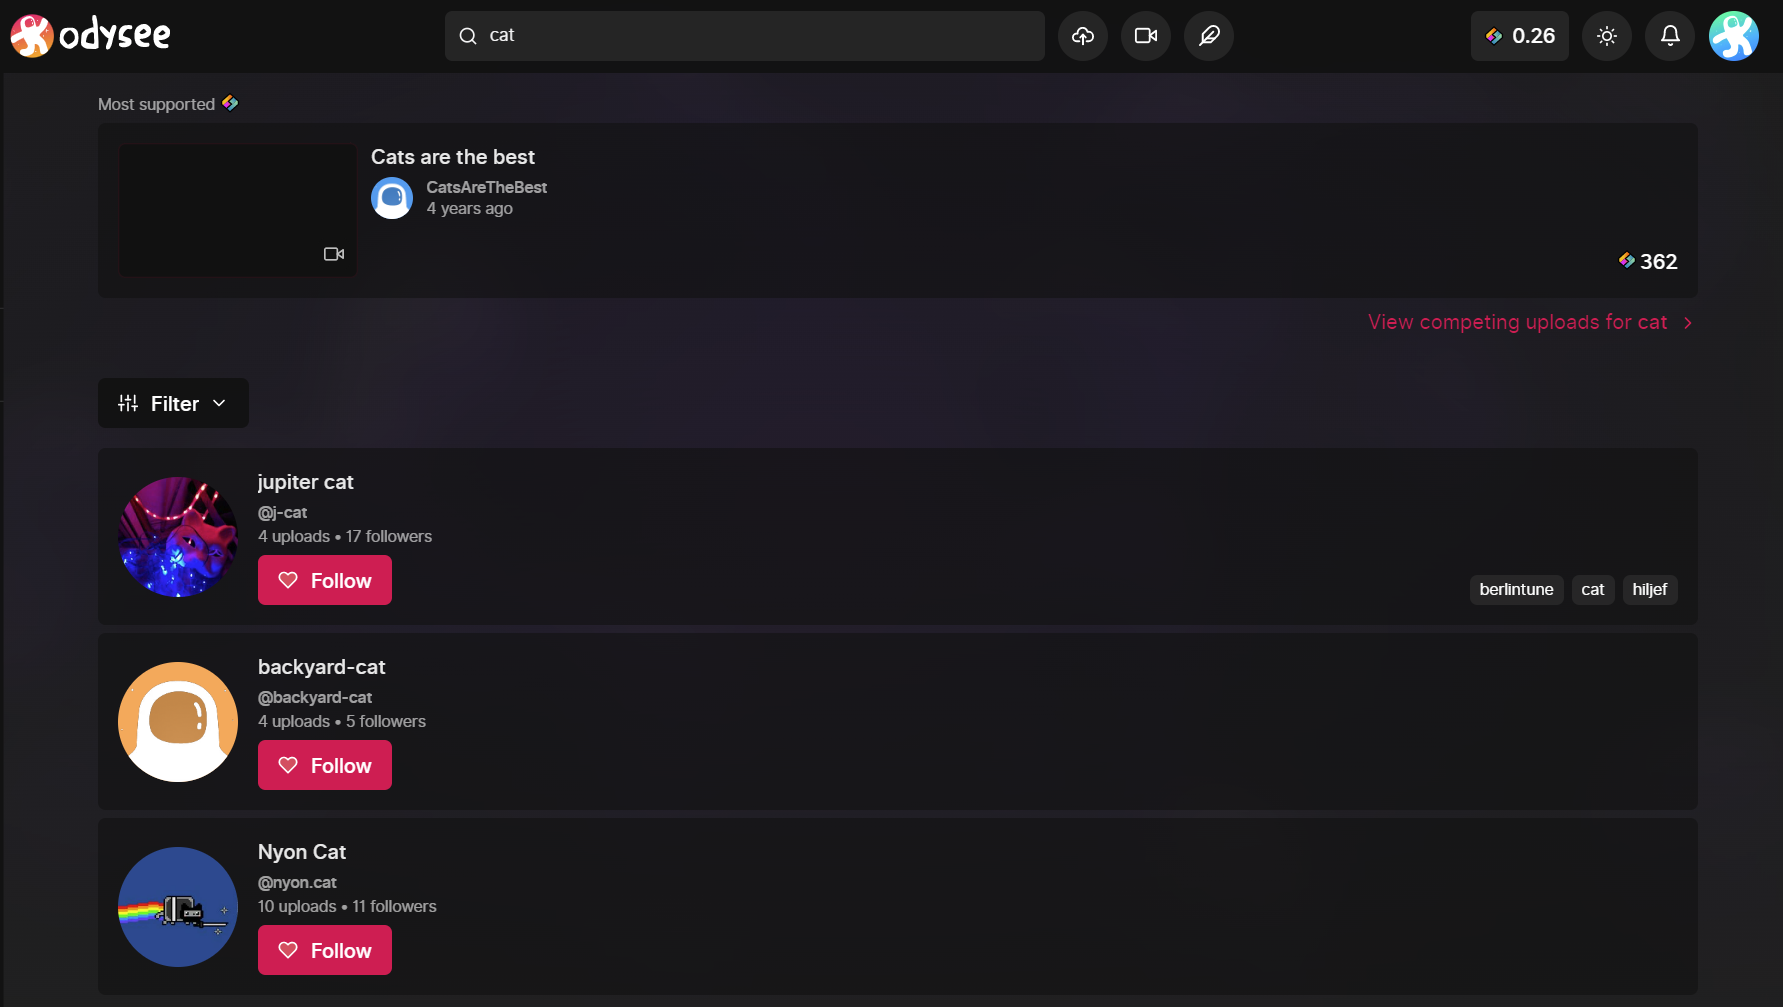 odysee
cat
0.26
Most supported
Cats are the best
CatsAreTheBest
4 years ago
362
View competing uploads for cat
Filter
jupiter cat
@j-cat
4 uploads • 17 followers
Follow
berlintune cat hiljef
backyard-cat
@backyard-cat
4 uploads • 5 followers
Follow
Nyon Cat
@nyon.cat
10 uploads • 11 followers
Follow